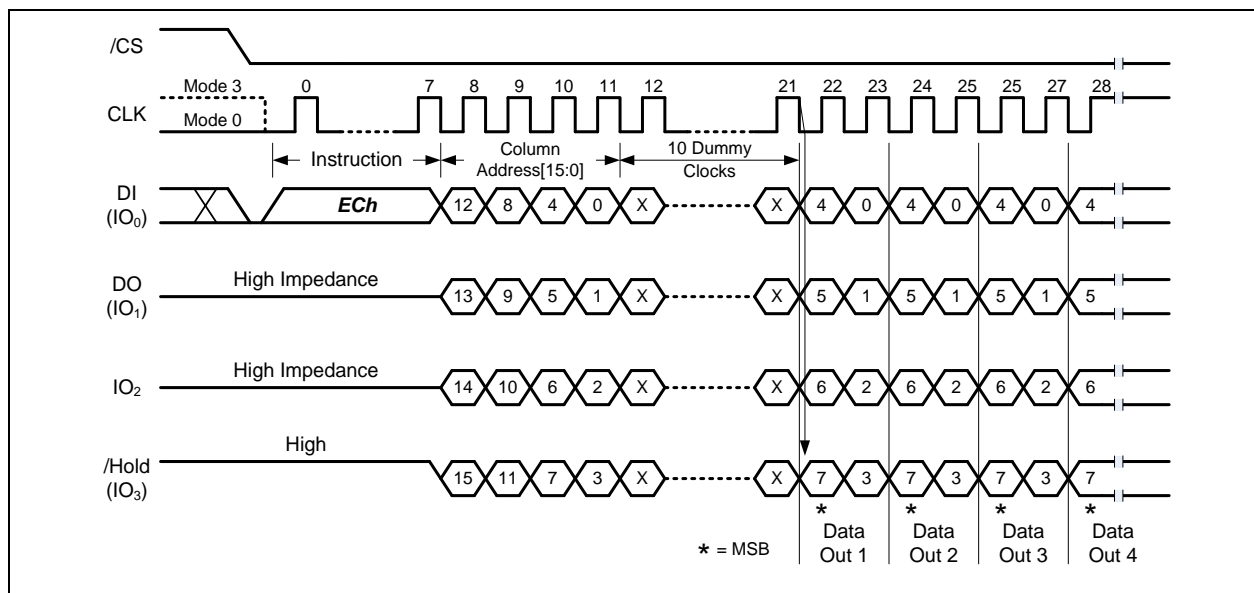 /CS
Mode 3 0 7 8 9 10 11 12 21 22 23 24 25 25 27 28
CLK
Mode 0
Instruction
Column
Address[15:0]
10 Dummy
Clocks
DI
(IO0)
ECh 12 8 4 0 X X 4 0 4 0 4 0 4
DO
(IO1)
High Impedance 13 9 5 1 X X 5 1 5 1 5 1 5
IO2
High Impedance 14 10 6 2 X X 6 2 6 2 6 2 6
/Hold
(IO3)
High 15 11 7 3 X X 7 3 7 3 7 3 7
* * * *
* = MSB
Data
Out 1
Data
Out 2
Data
Out 3
Data
Out 4